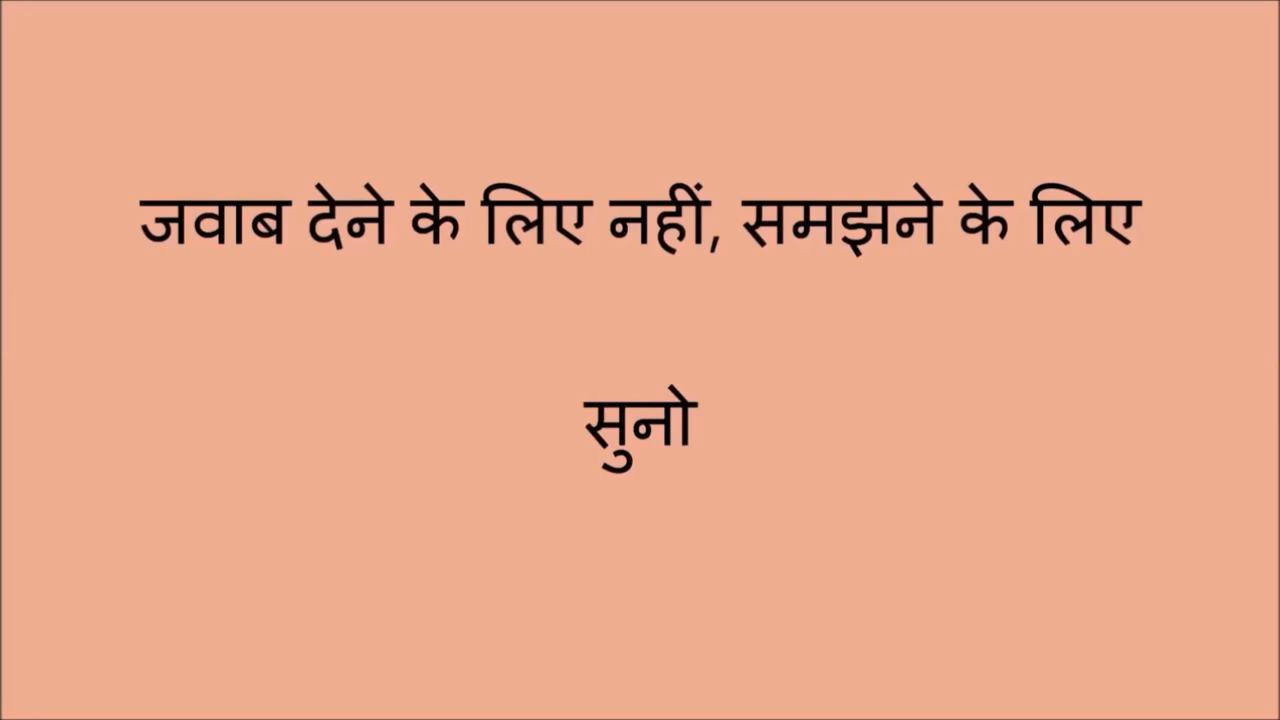 जवाब देने के लिए नहीं, समझने के लिए
सुनो